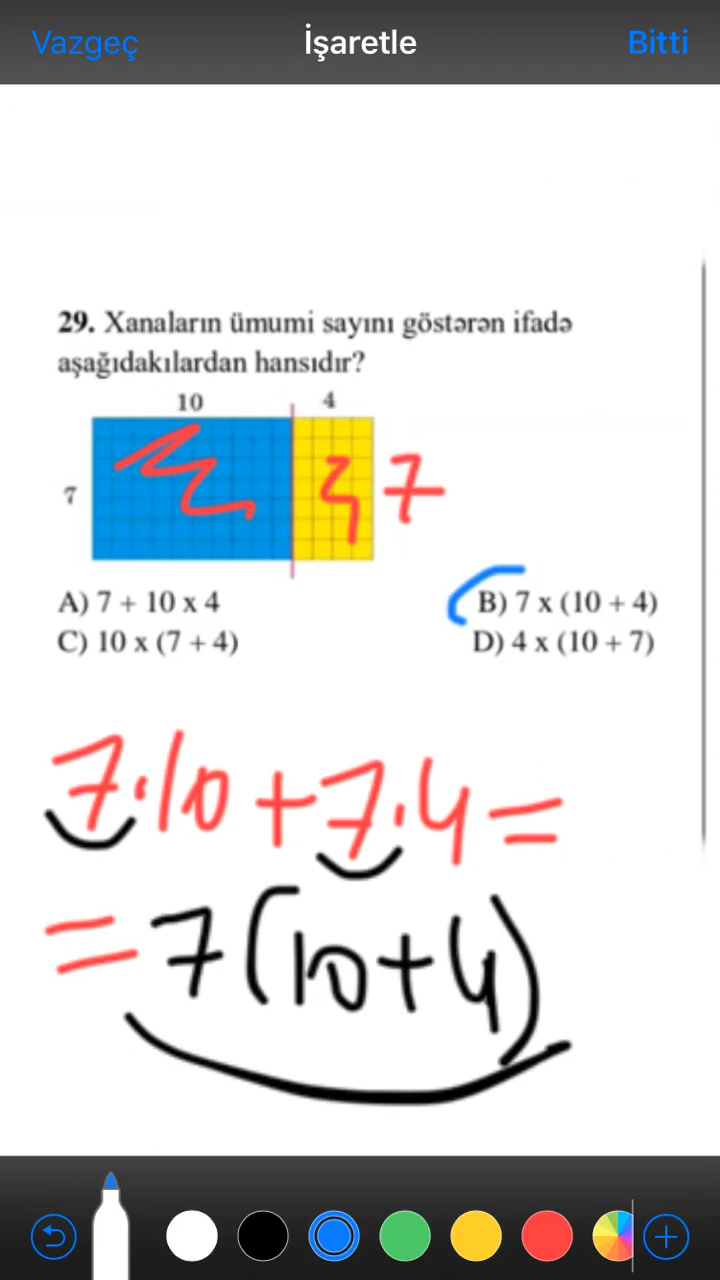 Vazgeç İşaretle Bitti
29. Xanaların ümumi sayını göstərən ifadə
aşağıdakılardan hansıdır?
10 4
7 7
A) 7 + 10 x 4 B) 7 x (10 + 4)
C) 10 x (7 + 4) D) 4 x (10 + 7)
7·10+7·4=
=7(10+4)